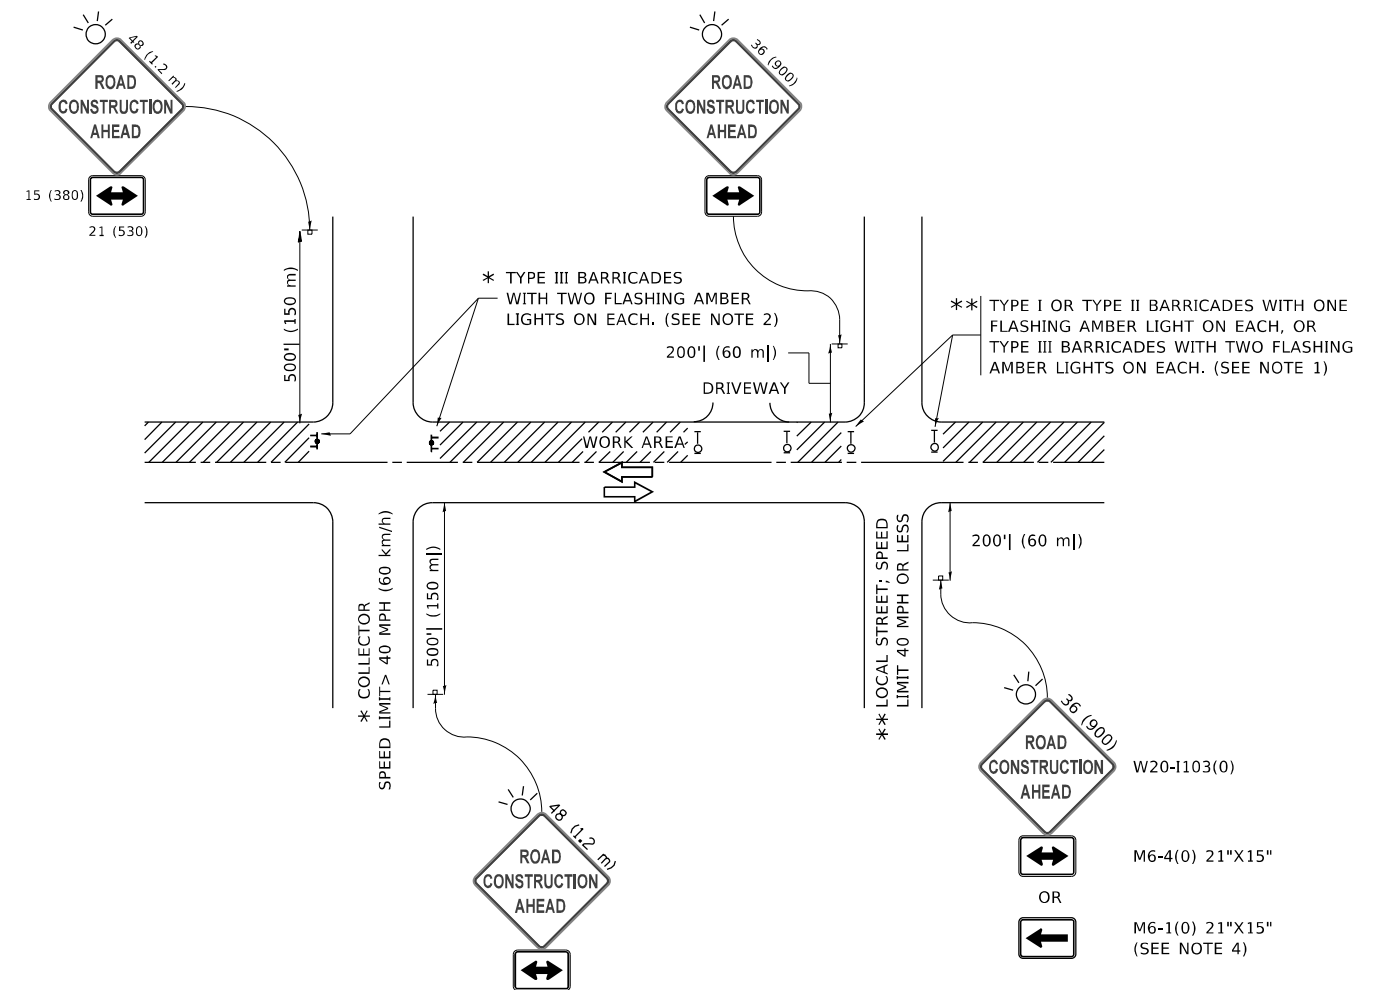 48 (1.2 m)
ROAD
CONSTRUCTION
AHEAD
15 (380)
21 (530)
36 (900)
ROAD
CONSTRUCTION
AHEAD
500'| (150 m)
* TYPE III BARRICADES
WITH TWO FLASHING AMBER
LIGHTS ON EACH. (SEE NOTE 2)
200'| (60 m|)
DRIVEWAY
** TYPE I OR TYPE II BARRICADES WITH ONE
FLASHING AMBER LIGHT ON EACH, OR
TYPE III BARRICADES WITH TWO FLASHING
AMBER LIGHTS ON EACH. (SEE NOTE 1)
WORK AREA
* COLLECTOR
SPEED LIMIT> 40 MPH (60 km/h)
500'| (150 m|)
** LOCAL STREET; SPEED
LIMIT 40 MPH OR LESS
200'| (60 m|)
48 (1.2 m)
ROAD
CONSTRUCTION
AHEAD
36 (900)
ROAD
CONSTRUCTION
AHEAD
W20-I103(0)
M6-4(0) 21"X15"
OR
M6-1(0) 21"X15"
(SEE NOTE 4)